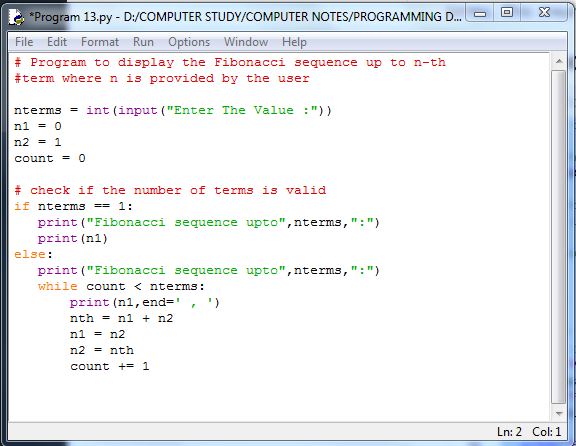 *Program 13.py - D:/COMPUTER STUDY/COMPUTER NOTES/PROGRAMMING D...
File Edit Format Run Options Window Help
# Program to display the Fibonacci sequence up to n-th
#term where n is provided by the user

nterms = int(input("Enter The Value :"))
n1 = 0
n2 = 1
count = 0

# check if the number of terms is valid
if nterms == 1:
   print("Fibonacci sequence upto",nterms,":")
   print(n1)
else:
   print("Fibonacci sequence upto",nterms,":")
   while count < nterms:
       print(n1,end=' , ')
       nth = n1 + n2
       n1 = n2
       n2 = nth
       count += 1
Ln: 2 Col: 1